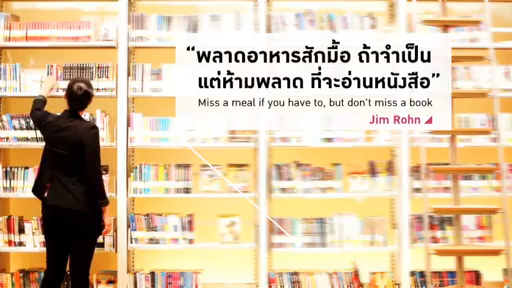 “พลาดอาหารสักมื้อ ถ้าจำเป็น
แต่ห้ามพลาด ที่จะอ่านหนังสือ”
Miss a meal if you have to, but don't miss a book
Jim Rohn